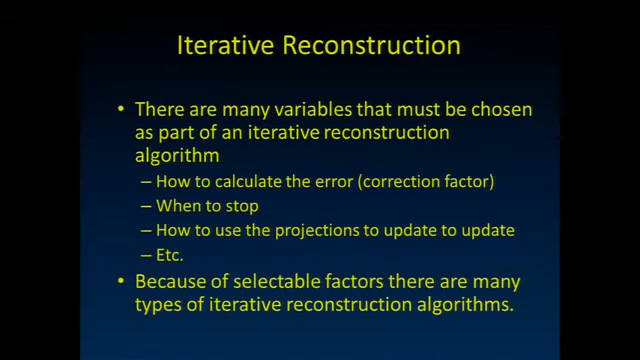 Iterative Reconstruction
• There are many variables that must be chosen
as part of an iterative reconstruction
algorithm
– How to calculate the error (correction factor)
– When to stop
– How to use the projections to update to update
– Etc.
• Because of selectable factors there are many
types of iterative reconstruction algorithms.